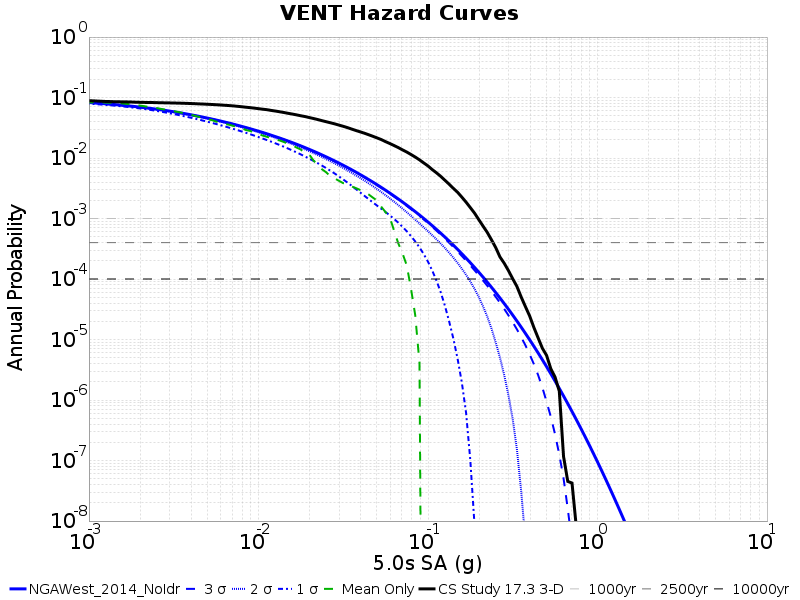 VENT Hazard Curves
10^0
10^-1
10^-2
10^-3
10^-4
10^-5
10^-6
10^-7
10^-8
Annual Probability
10^-3 10^-2 10^-1 10^0 10^1
5.0s SA (g)
NGAWest_2014_NoIdr 3 σ 2 σ 1 σ Mean Only CS Study 17.3 3-D 1000yr 2500yr 10000yr